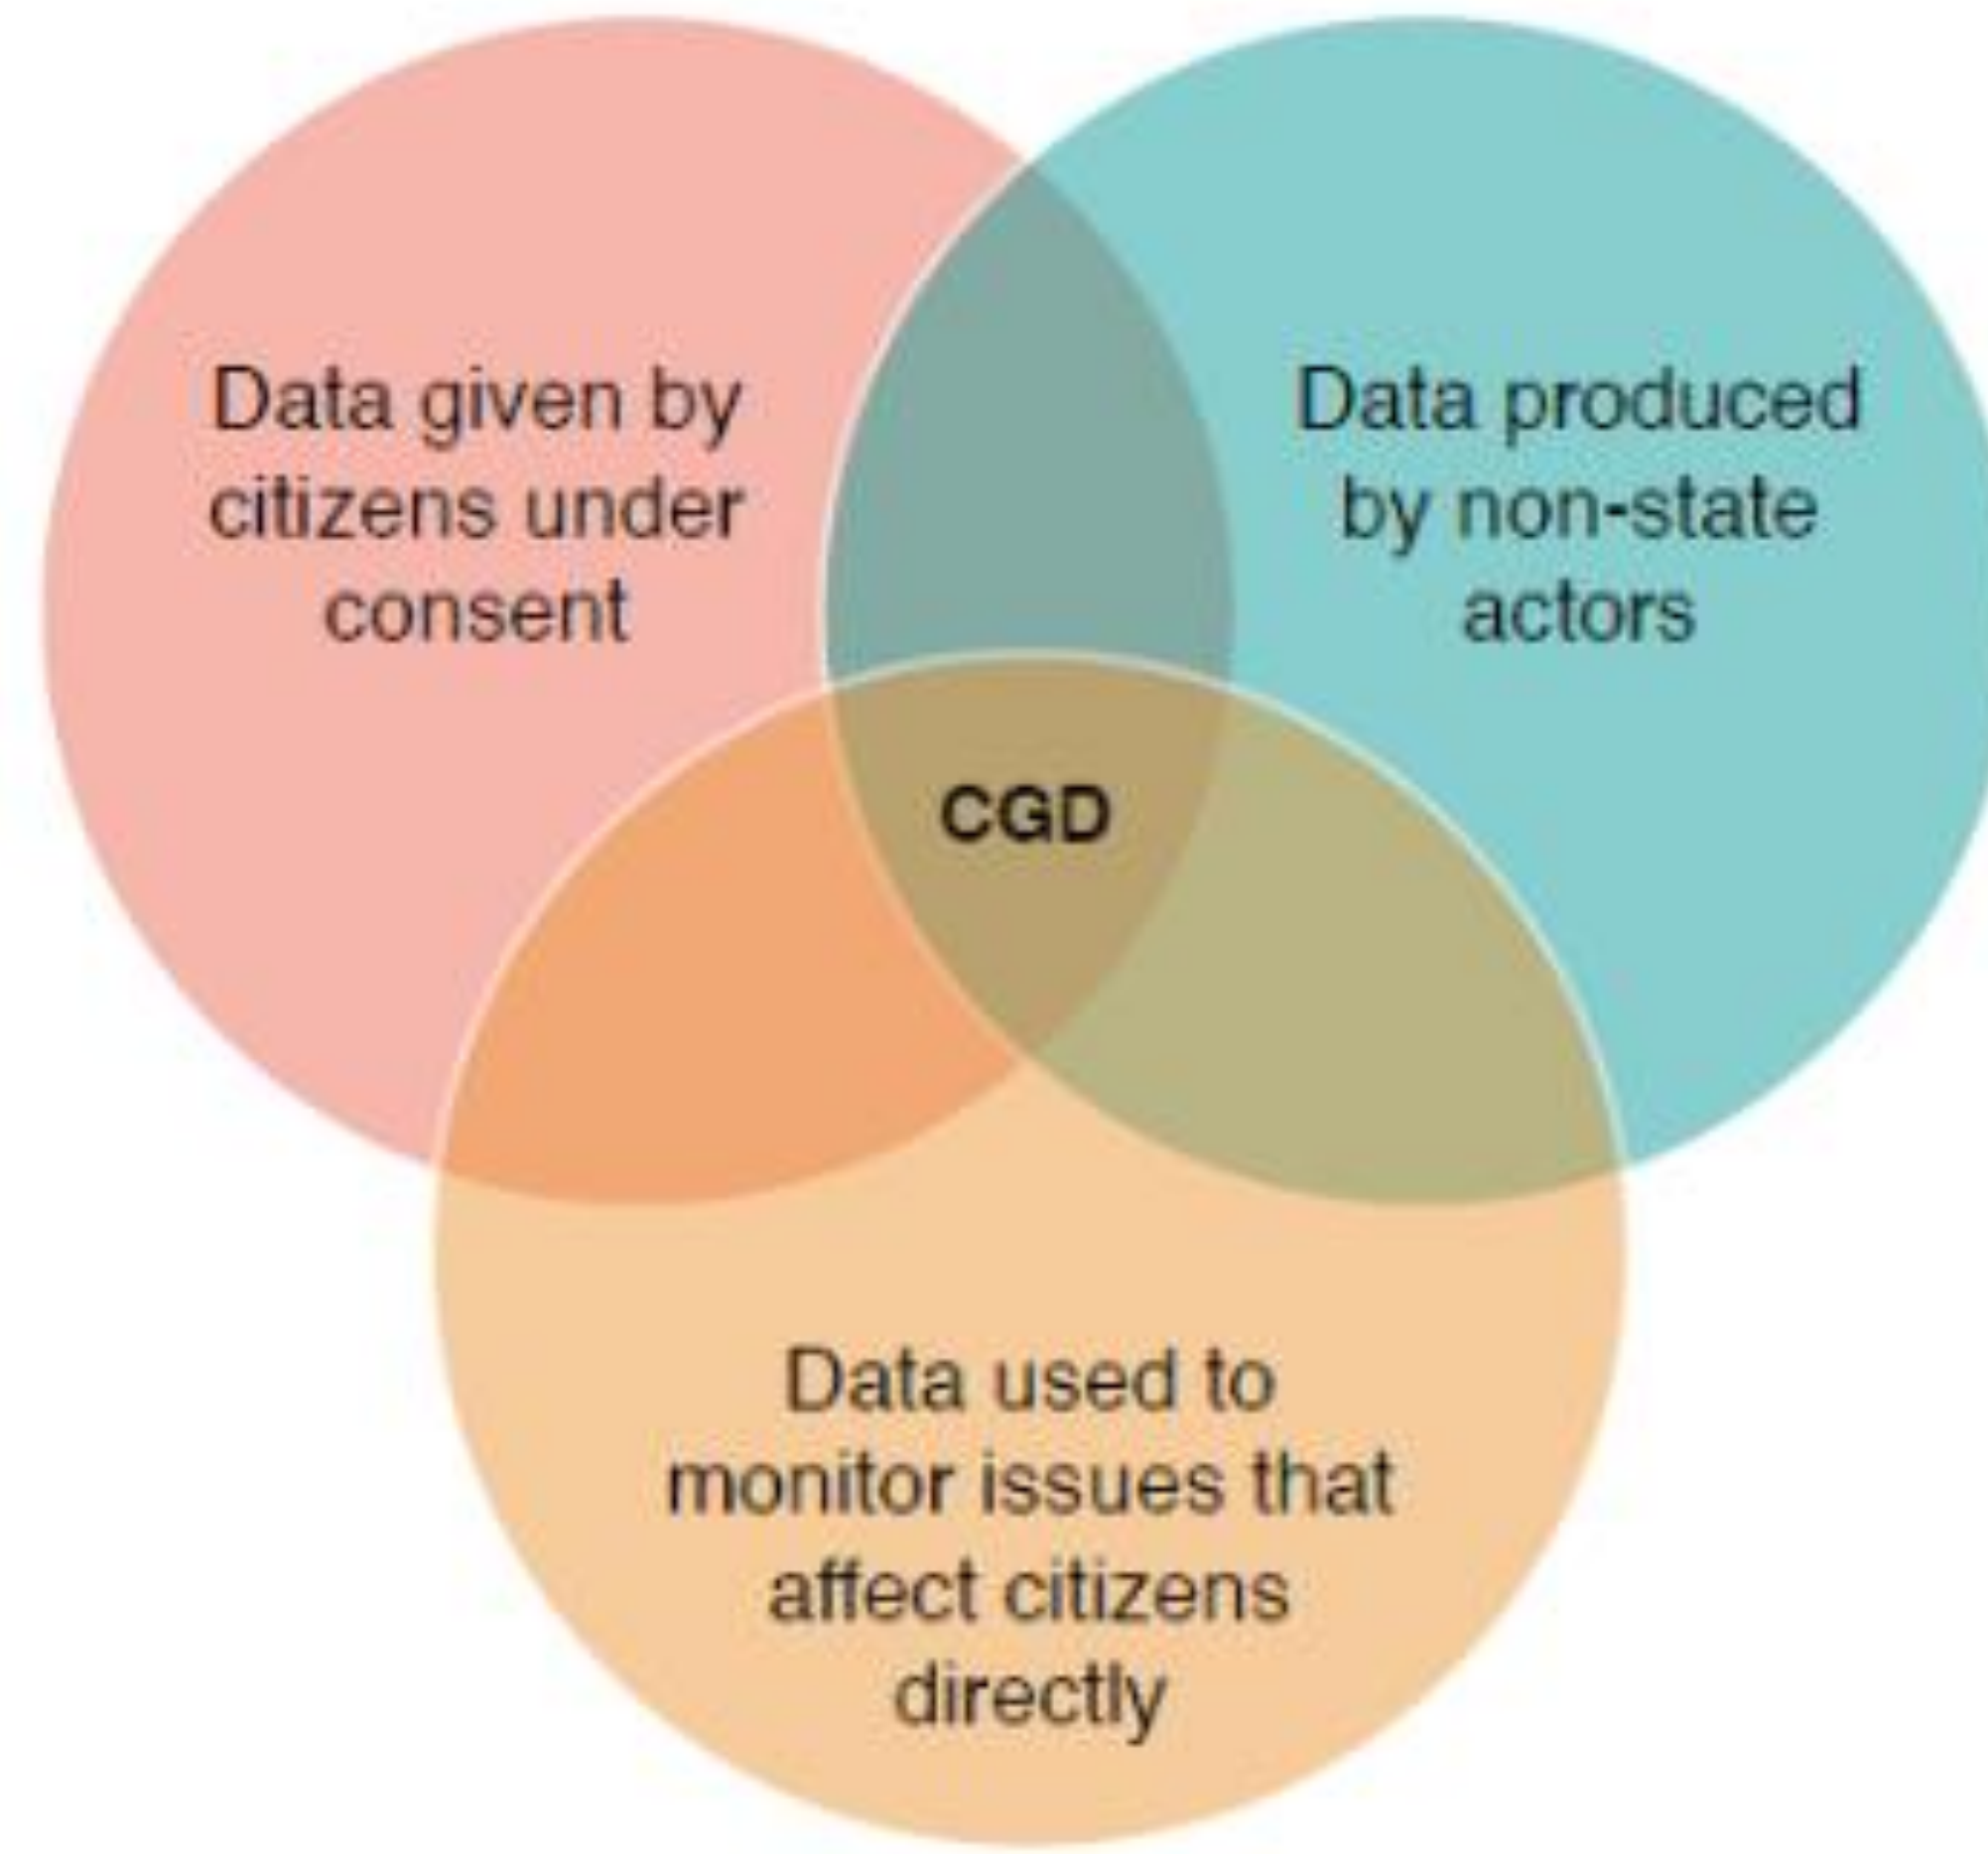 Data given by
citizens under
consent
Data produced
by non-state
actors
CGD
Data used to
monitor issues that
affect citizens
directly